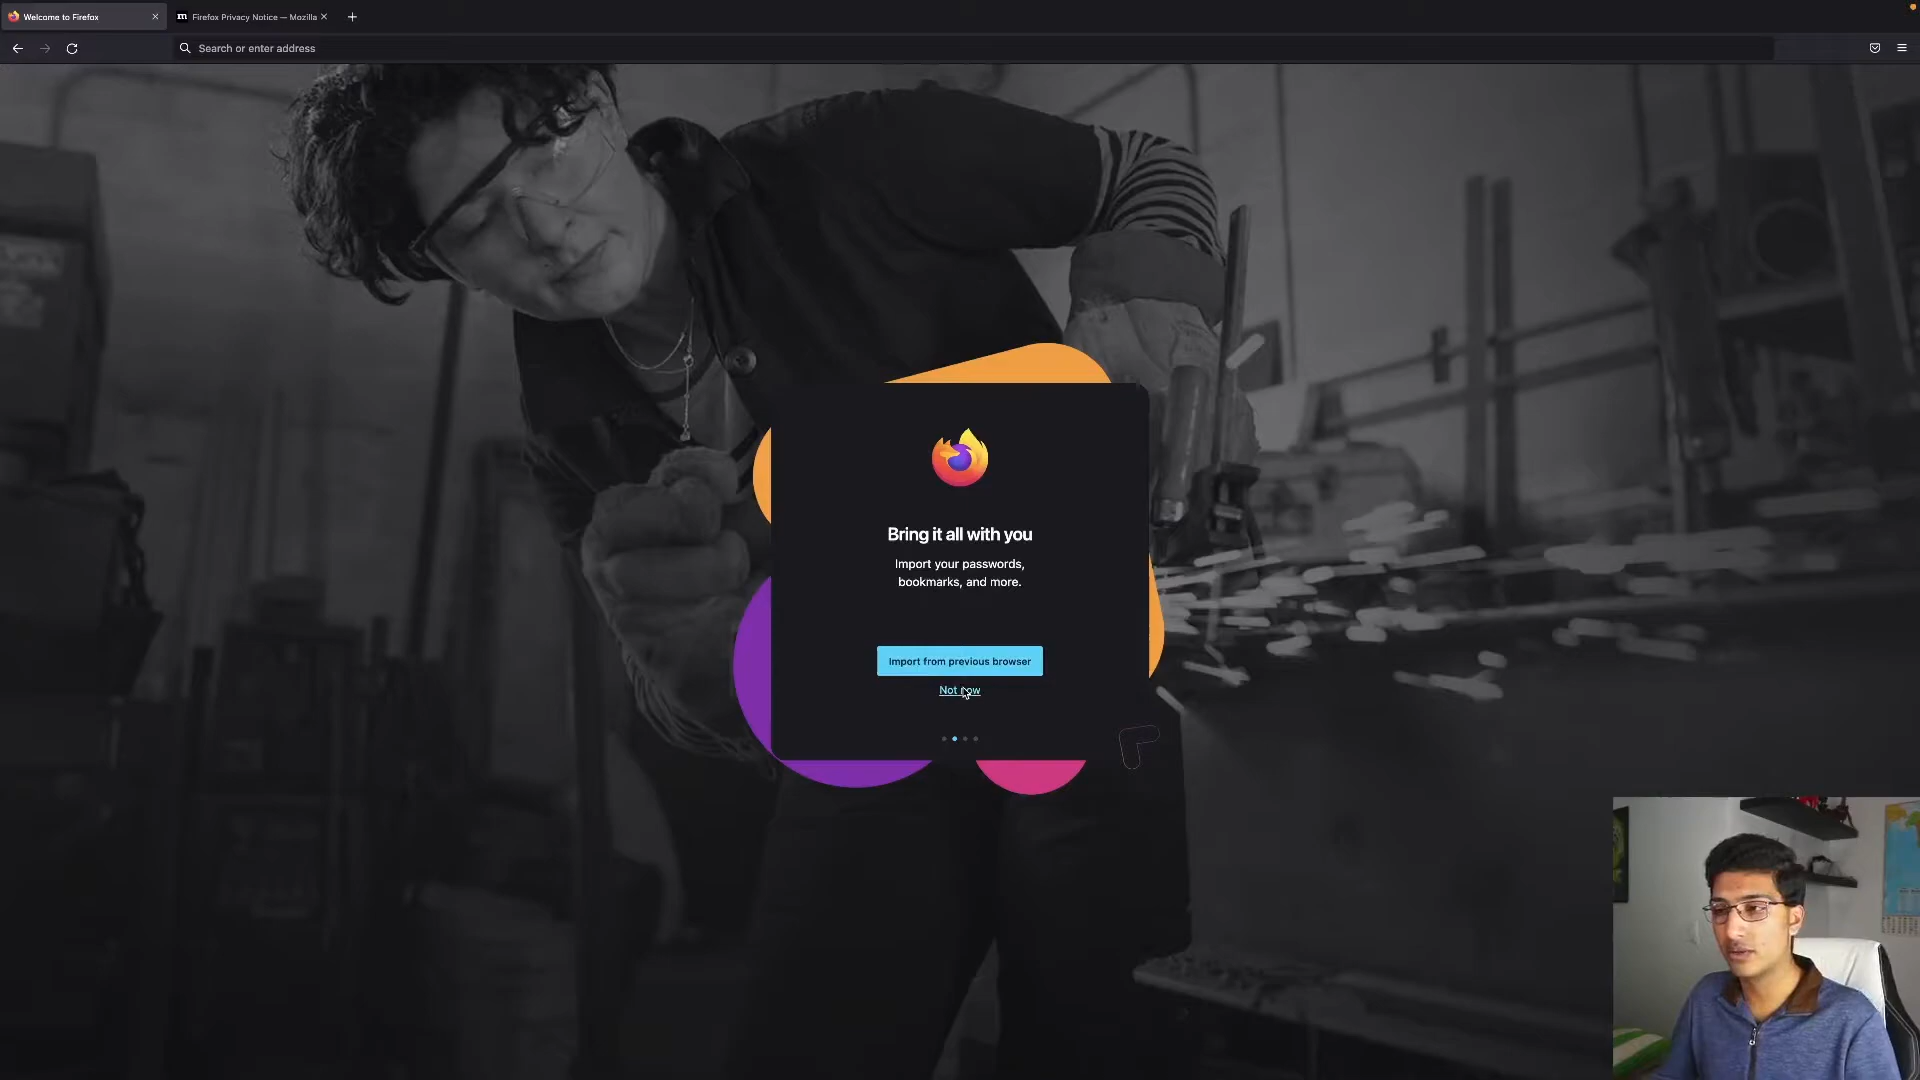 Welcome to Firefox
Firefox Privacy Notice — Mozilla
Search or enter address
Bring it all with you
Import your passwords,
bookmarks, and more.
Import from previous browser
Not now